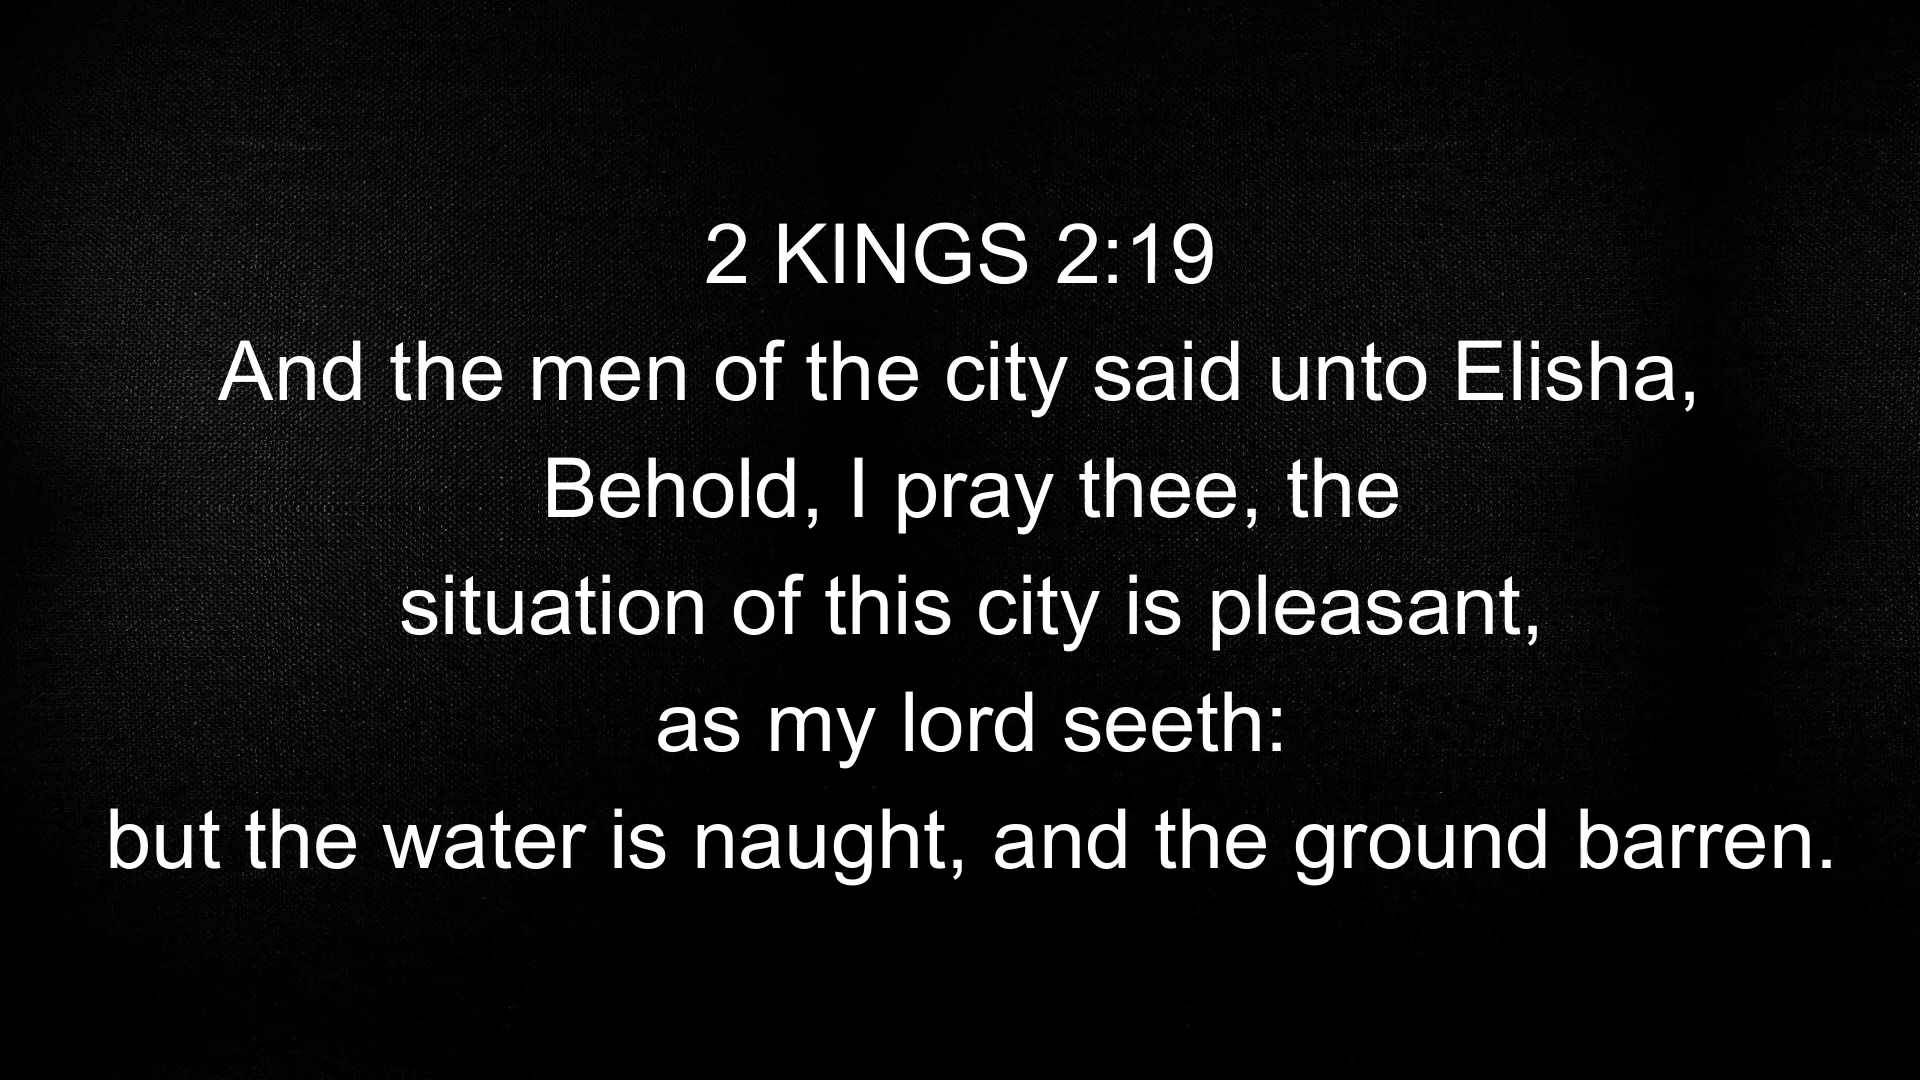 2 KINGS 2:19
And the men of the city said unto Elisha,
Behold, I pray thee, the
situation of this city is pleasant,
as my lord seeth:
but the water is naught, and the ground barren.